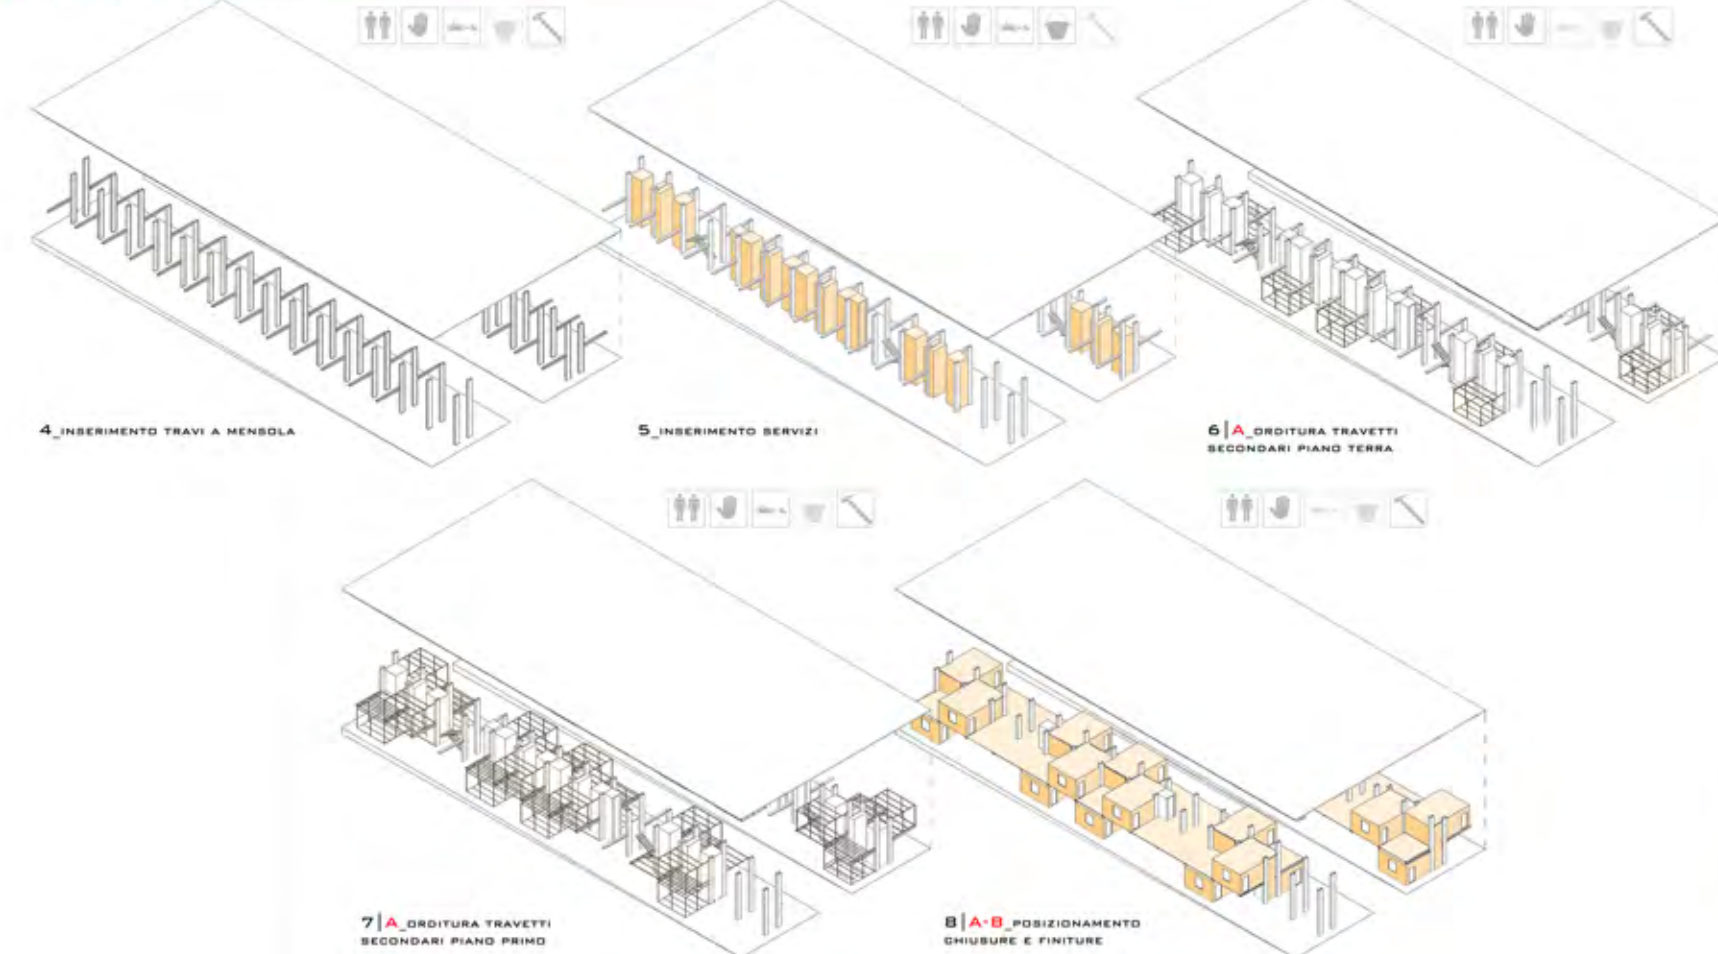 4_INSERIMENTO TRAVI A MENSOLA
5_INSERIMENTO SERVIZI
6|A_ORDITURA TRAVETTI
SECONDARI PIANO TERRA
7|A_ORDITURA TRAVETTI
SECONDARI PIANO PRIMO
8|A-B_POSIZIONAMENTO
CHIUSURE E FINITURE